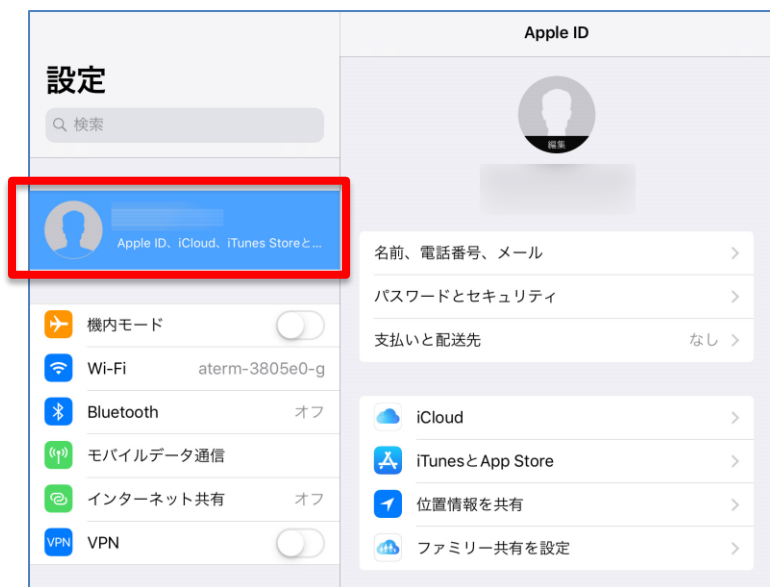 設定
検索
Apple ID、iCloud、iTunes Storeと...
機内モード
Wi-Fi aterm-3805e0-g
Bluetooth オフ
モバイルデータ通信
インターネット共有 オフ
VPN VPN
Apple ID
編集
名前、電話番号、メール
パスワードとセキュリティ
支払いと配送先 なし
iCloud
iTunesとApp Store
位置情報を共有
ファミリー共有を設定